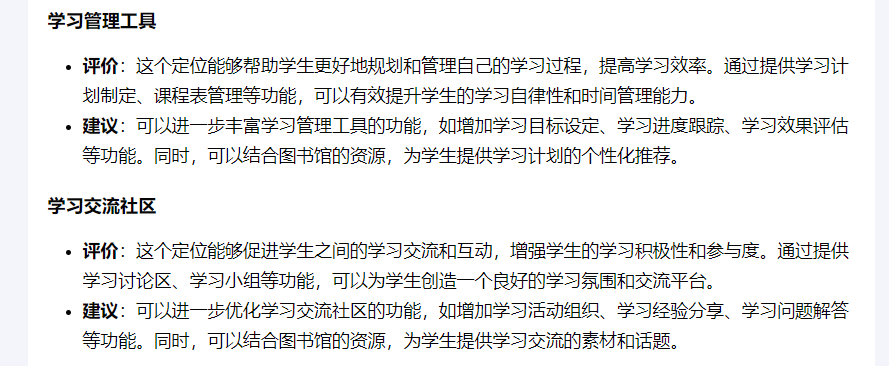 学习管理工具
评价：这个定位能够帮助学生更好地规划和管理自己的学习过程，提高学习效率。通过提供学习计
划制定、课程表管理等功能，可以有效提升学生的学习自律性和时间管理能力。
建议：可以进一步丰富学习管理工具的功能，如增加学习目标设定、学习进度跟踪、学习效果评估
等功能。同时，可以结合图书馆的资源，为学生提供学习计划的个性化推荐。
学习交流社区
评价：这个定位能够促进学生之间的学习交流和互动，增强学生的学习积极性和参与度。通过提供
学习讨论区、学习小组等功能，可以为学生创造一个良好的学习氛围和交流平台。
建议：可以进一步优化学习交流社区的功能，如增加学习活动组织、学习经验分享、学习问题解答
等功能。同时，可以结合图书馆的资源，为学生提供学习交流的素材和话题。